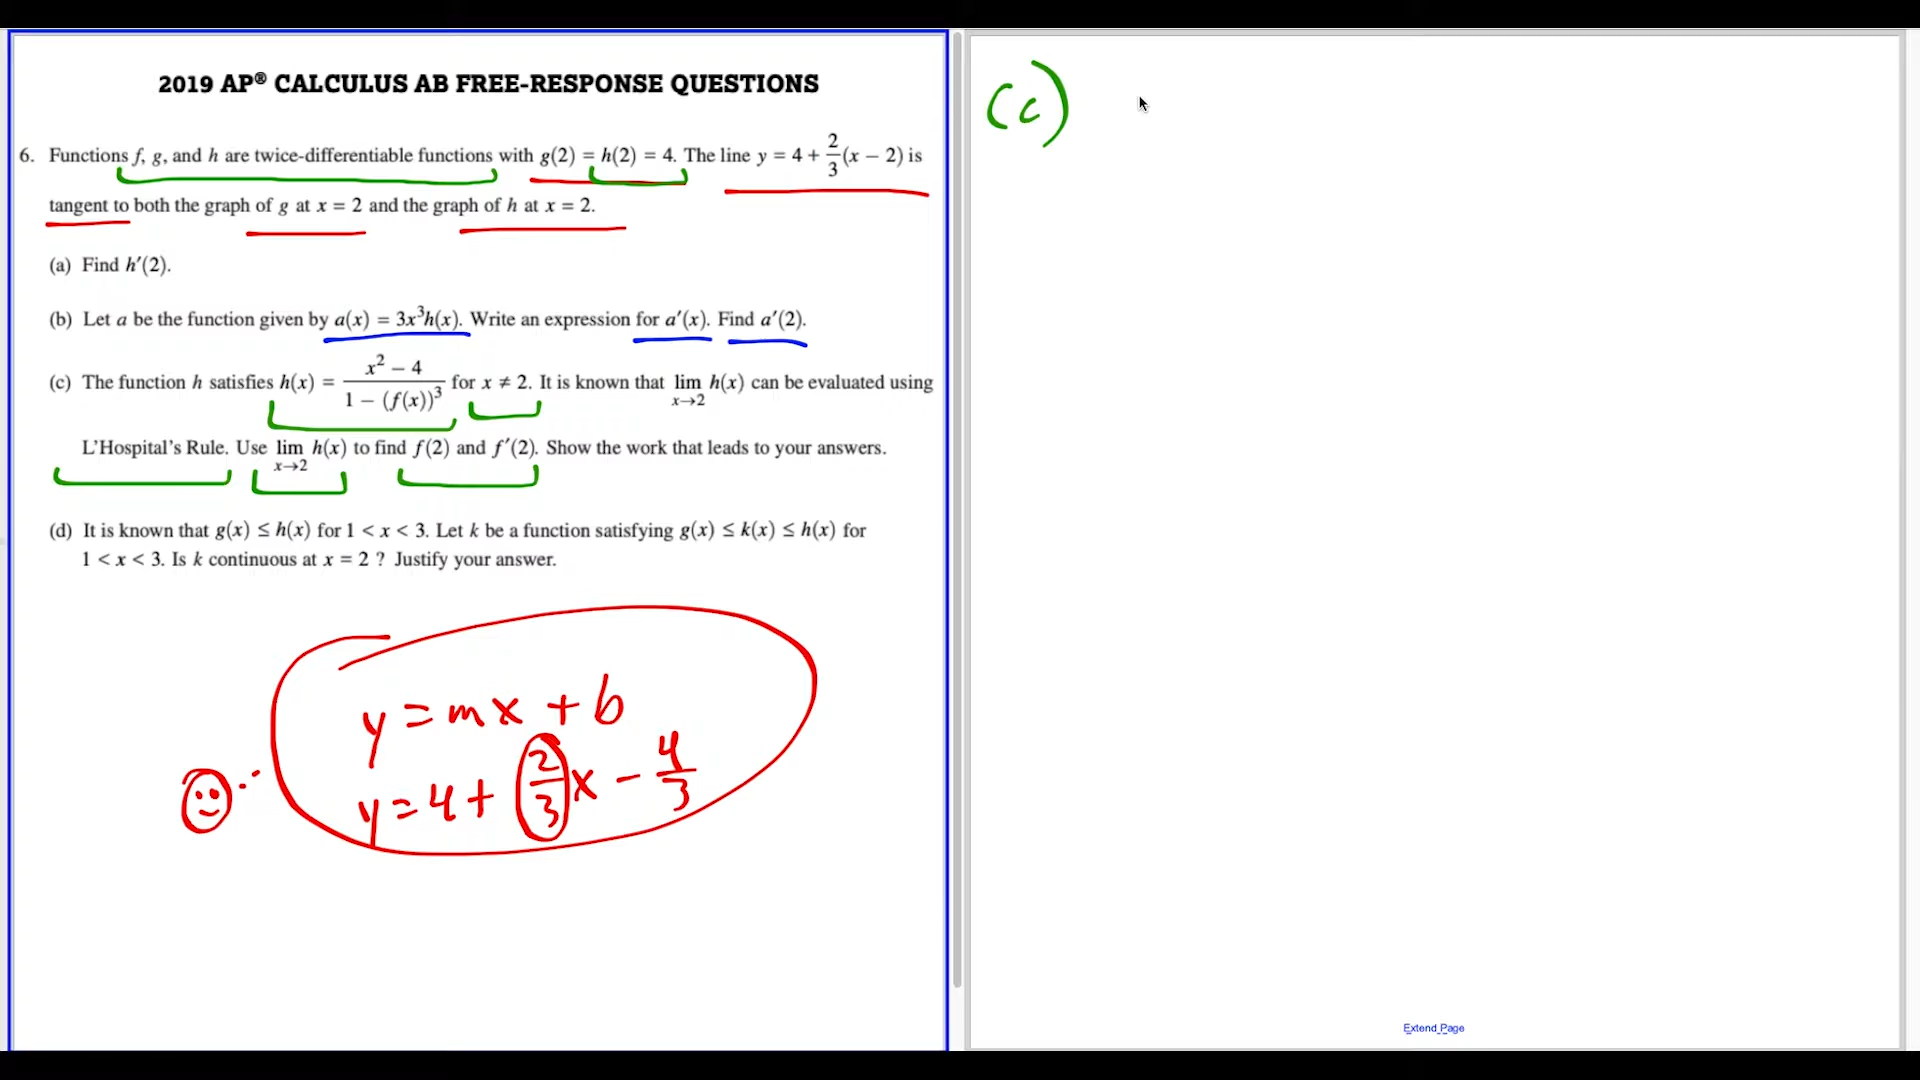 2019 AP® CALCULUS AB FREE-RESPONSE QUESTIONS
6. Functions f, g, and h are twice-differentiable functions with g(2) = h(2) = 4. The line y = 4 + 2/3(x − 2) is
tangent to both the graph of g at x = 2 and the graph of h at x = 2.
(a) Find h′(2).
(b) Let a be the function given by a(x) = 3x³h(x). Write an expression for a′(x). Find a′(2).
(c) The function h satisfies h(x) = (x² − 4)/(1 − (f(x))³) for x ≠ 2. It is known that lim x→2 h(x) can be evaluated using
L'Hospital's Rule. Use lim x→2 h(x) to find f(2) and f′(2). Show the work that leads to your answers.
(d) It is known that g(x) ≤ h(x) for 1 < x < 3. Let k be a function satisfying g(x) ≤ k(x) ≤ h(x) for
1 < x < 3. Is k continuous at x = 2 ? Justify your answer.
y = mx + b
y = 4 + 2/3 x − 4/3
(c)
Extend Page